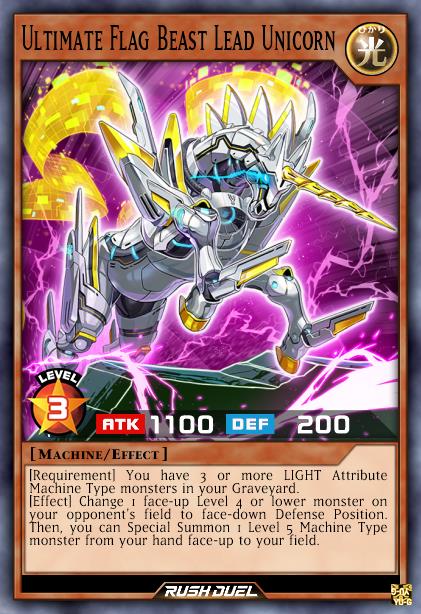 Ultimate Flag Beast Lead Unicorn
ひかり
光
LEVEL
3
ATK 1100 DEF 200
[Machine/Effect]
[Requirement] You have 3 or more LIGHT Attribute
Machine Type monsters in your Graveyard.
[Effect] Change 1 face-up Level 4 or lower monster on
your opponent's field to face-down Defense Position.
Then, you can Special Summon 1 Level 5 Machine Type
monster from your hand face-up to your field.
RUSH DUEL